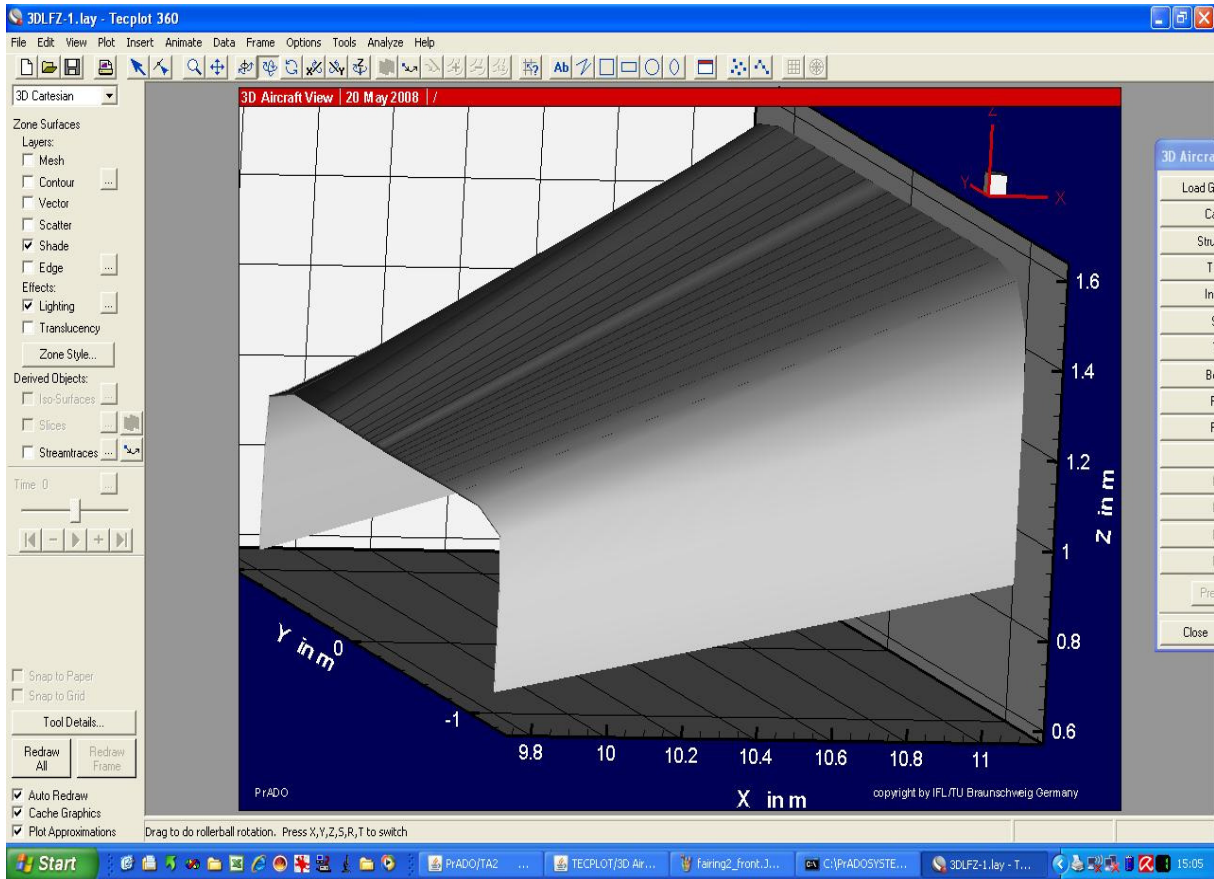 3DLFZ-1.lay - Tecplot 360
File Edit View Plot Insert Animate Data Frame Options Tools Analyze Help
3D Cartesian
3D Aircraft View | 20 May 2008 | /
Zone Surfaces
Layers:
Mesh
Contour ...
Vector
Scatter
Shade
Edge ...
Effects:
Lighting ...
Translucency
Zone Style...
Derived Objects:
Iso-Surfaces ...
Slices ...
Streamtraces ...
Time 0 ...
Snap to Paper
Snap to Grid
Tool Details...
Redraw All
Redraw Frame
Auto Redraw
Cache Graphics
Plot Approximations
Z
Y
X
1.6
1.4
1.2
1
0.8
0.6
Z in m
Y in m
0
-1
9.8 10 10.2 10.4 10.6 10.8 11
X in m
PrADO
copyright by IFL/TU Braunschweig Germany
3D Aircra
Load G
Ca
Stru
T
In
Pre
Close
Drag to do rollerball rotation. Press X,Y,Z,S,R,T to switch
Start
PrADO/TA2 ...
TECPLOT/3D Air...
fairing2_front.J...
C:\PrADOSYSTE...
3DLFZ-1.lay - T...
15:05